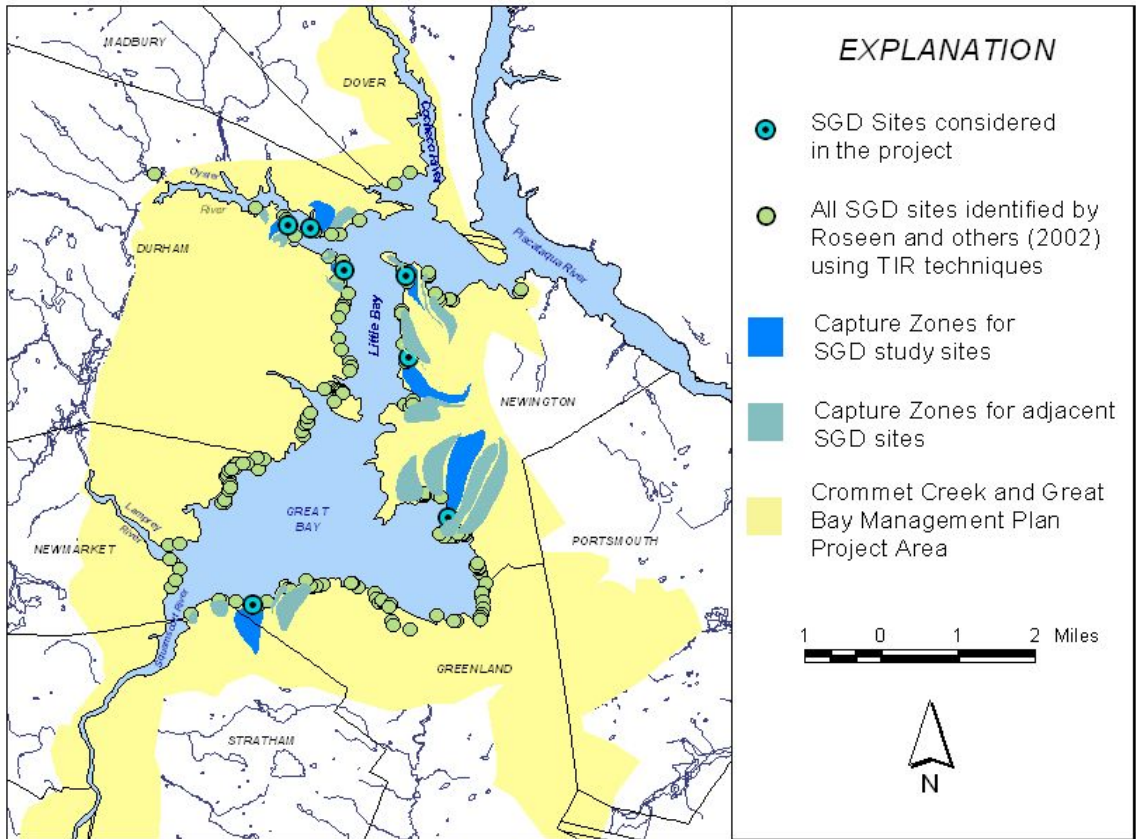 MADBURY
DOVER
Cocheco River
Oyster
River
DURHAM
Piscataqua River
Little Bay
NEWINGTON
GREAT
BAY
Lamprey
River
NEWMARKET
PORTSMOUTH
Squamscott River
GREENLAND
STRATHAM
EXPLANATION
SGD Sites considered
in the project
All SGD sites identified by
Roseen and others (2002)
using TIR techniques
Capture Zones for
SGD study sites
Capture Zones for adjacent
SGD sites
Crommet Creek and Great
Bay Management Plan
Project Area
1 0 1 2 Miles
N